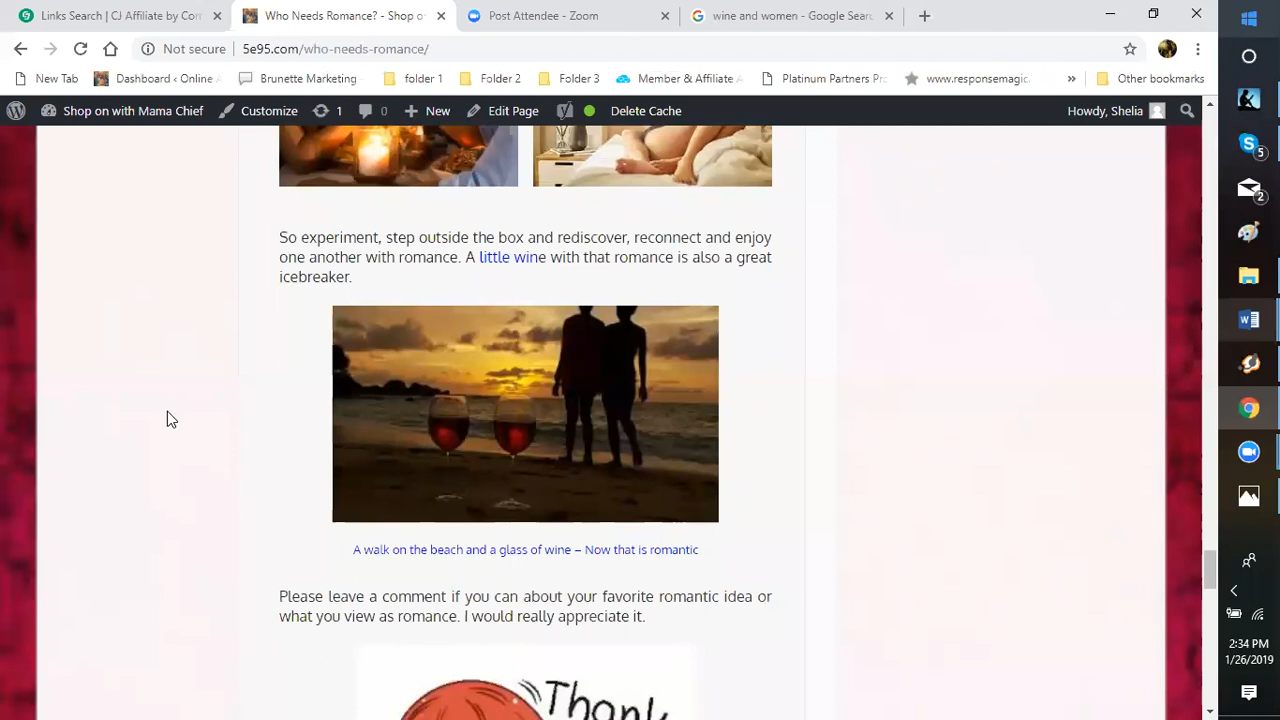 Links Search | CJ Affiliate by Com
Who Needs Romance? - Shop o
Post Attendee - Zoom
wine and women - Google Sear
Not secure
5e95.com/who-needs-romance/
New Tab
Dashboard ‹ Online
Brunette Marketing
folder 1
Folder 2
Folder 3
Member & Affiliate
Platinum Partners
www.responsemagic.
»
Other bookmarks
Shop on with Mama Chief
Customize
1
0
New
Edit Page
Delete Cache
Howdy, Shelia
So experiment, step outside the box and rediscover, reconnect and enjoy
one another with romance. A little wine with that romance is also a great
icebreaker.
A walk on the beach and a glass of wine – Now that is romantic
Please leave a comment if you can about your favorite romantic idea or
what you view as romance. I would really appreciate it.
Thank
5
2
2:34 PM
1/26/2019